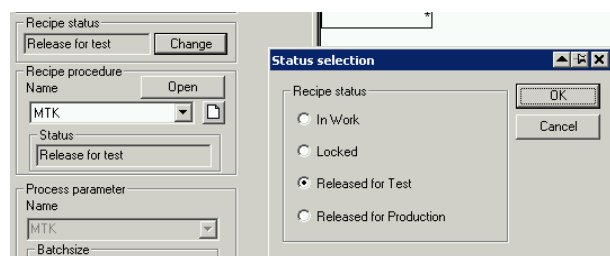 Recipe status
Release for test
Change
Recipe procedure
Name
Open
MTK
Status
Release for test
Process parameter
Name
MTK
Batchsize
*
Status selection
Recipe status
In Work
Locked
Released for Test
Released for Production
OK
Cancel